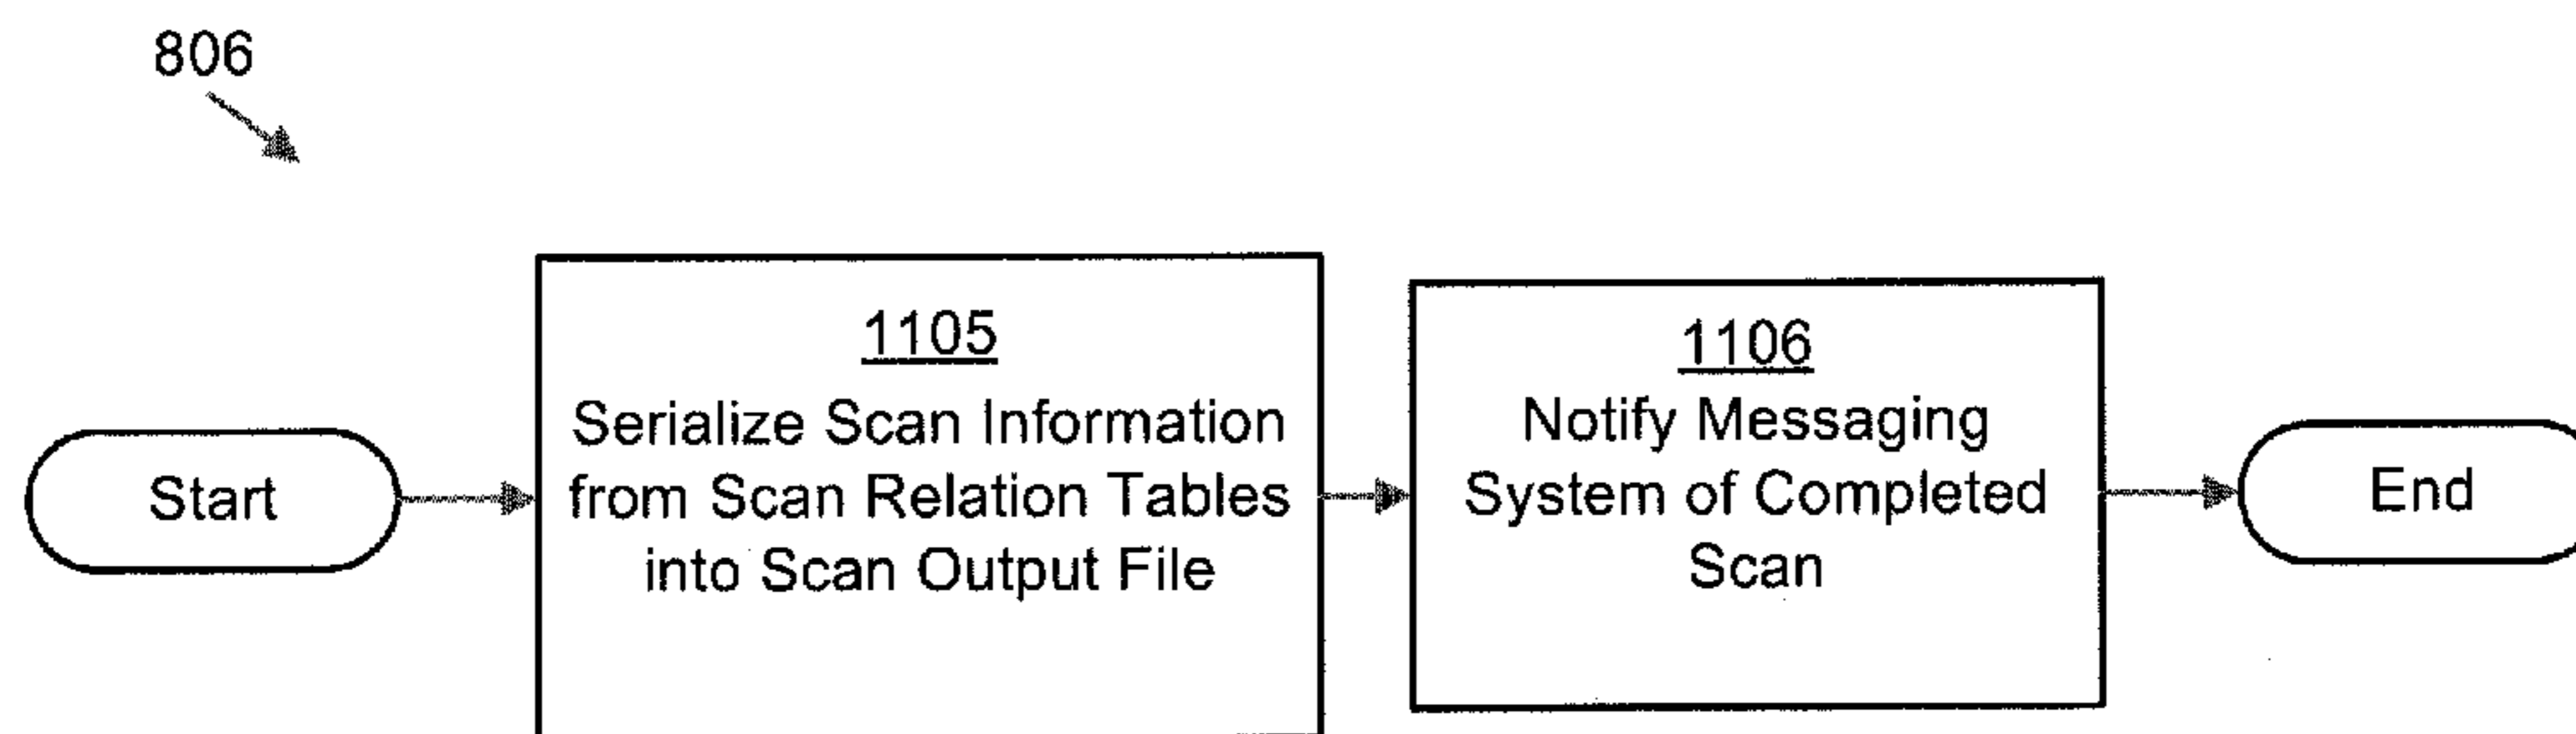 806
Start
1105
Serialize Scan Information
from Scan Relation Tables
into Scan Output File
1106
Notify Messaging
System of Completed
Scan
End